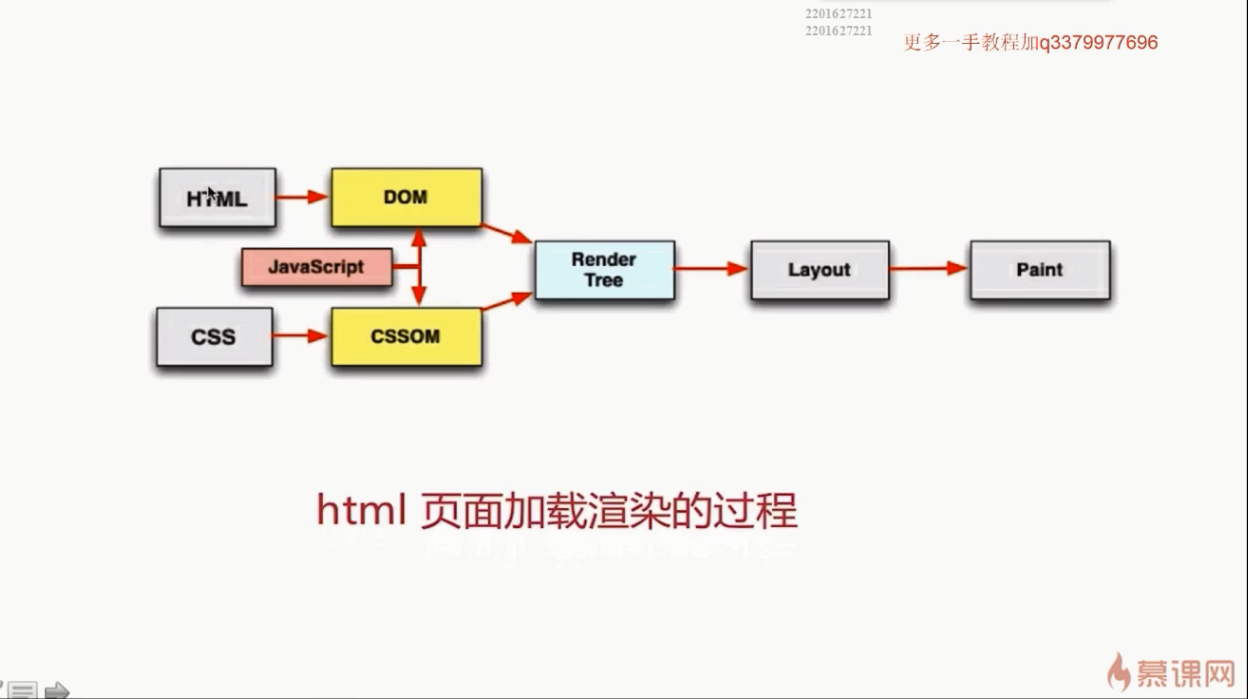 2201627221
2201627221
更多一手教程加q3379977696
HTML
DOM
JavaScript
CSS
CSSOM
Render
Tree
Layout
Paint
html 页面加载渲染的过程
慕课网